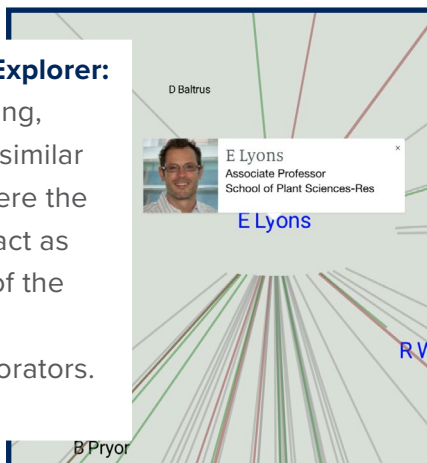 Explorer:
ng,
similar
ere the
act as
of the
orators.
D Baltrus
E Lyons
×
Associate Professor
School of Plant Sciences-Res
E Lyons
R W
B Pryor